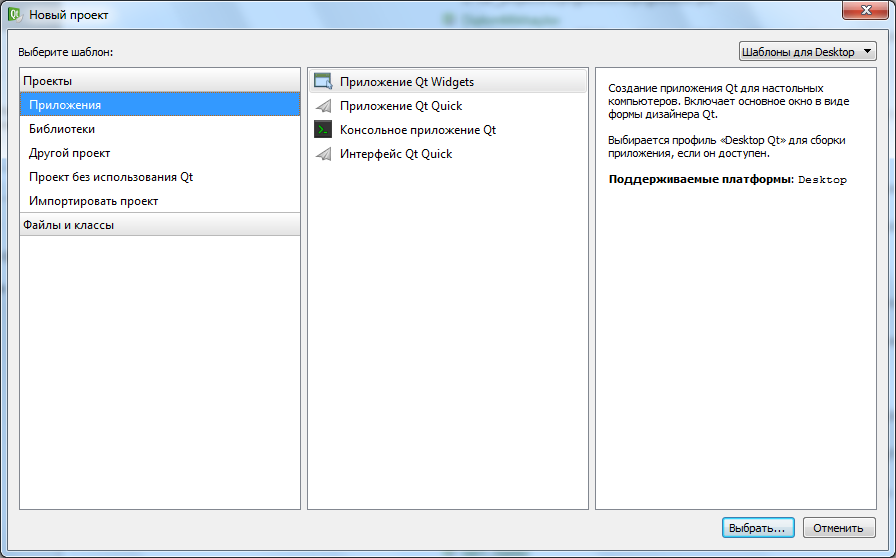 Новый проект
Выберите шаблон:
Шаблоны для Desktop
Проекты
Приложения
Библиотеки
Другой проект
Проект без использования Qt
Импортировать проект
Файлы и классы
Приложение Qt Widgets
Приложение Qt Quick
Консольное приложение Qt
Интерфейс Qt Quick
Создание приложения Qt для настольных
компьютеров. Включает основное окно в виде
формы дизайнера Qt.
Выбирается профиль «Desktop Qt» для сборки
приложения, если он доступен.
Поддерживаемые платформы: Desktop
Выбрать...
Отменить